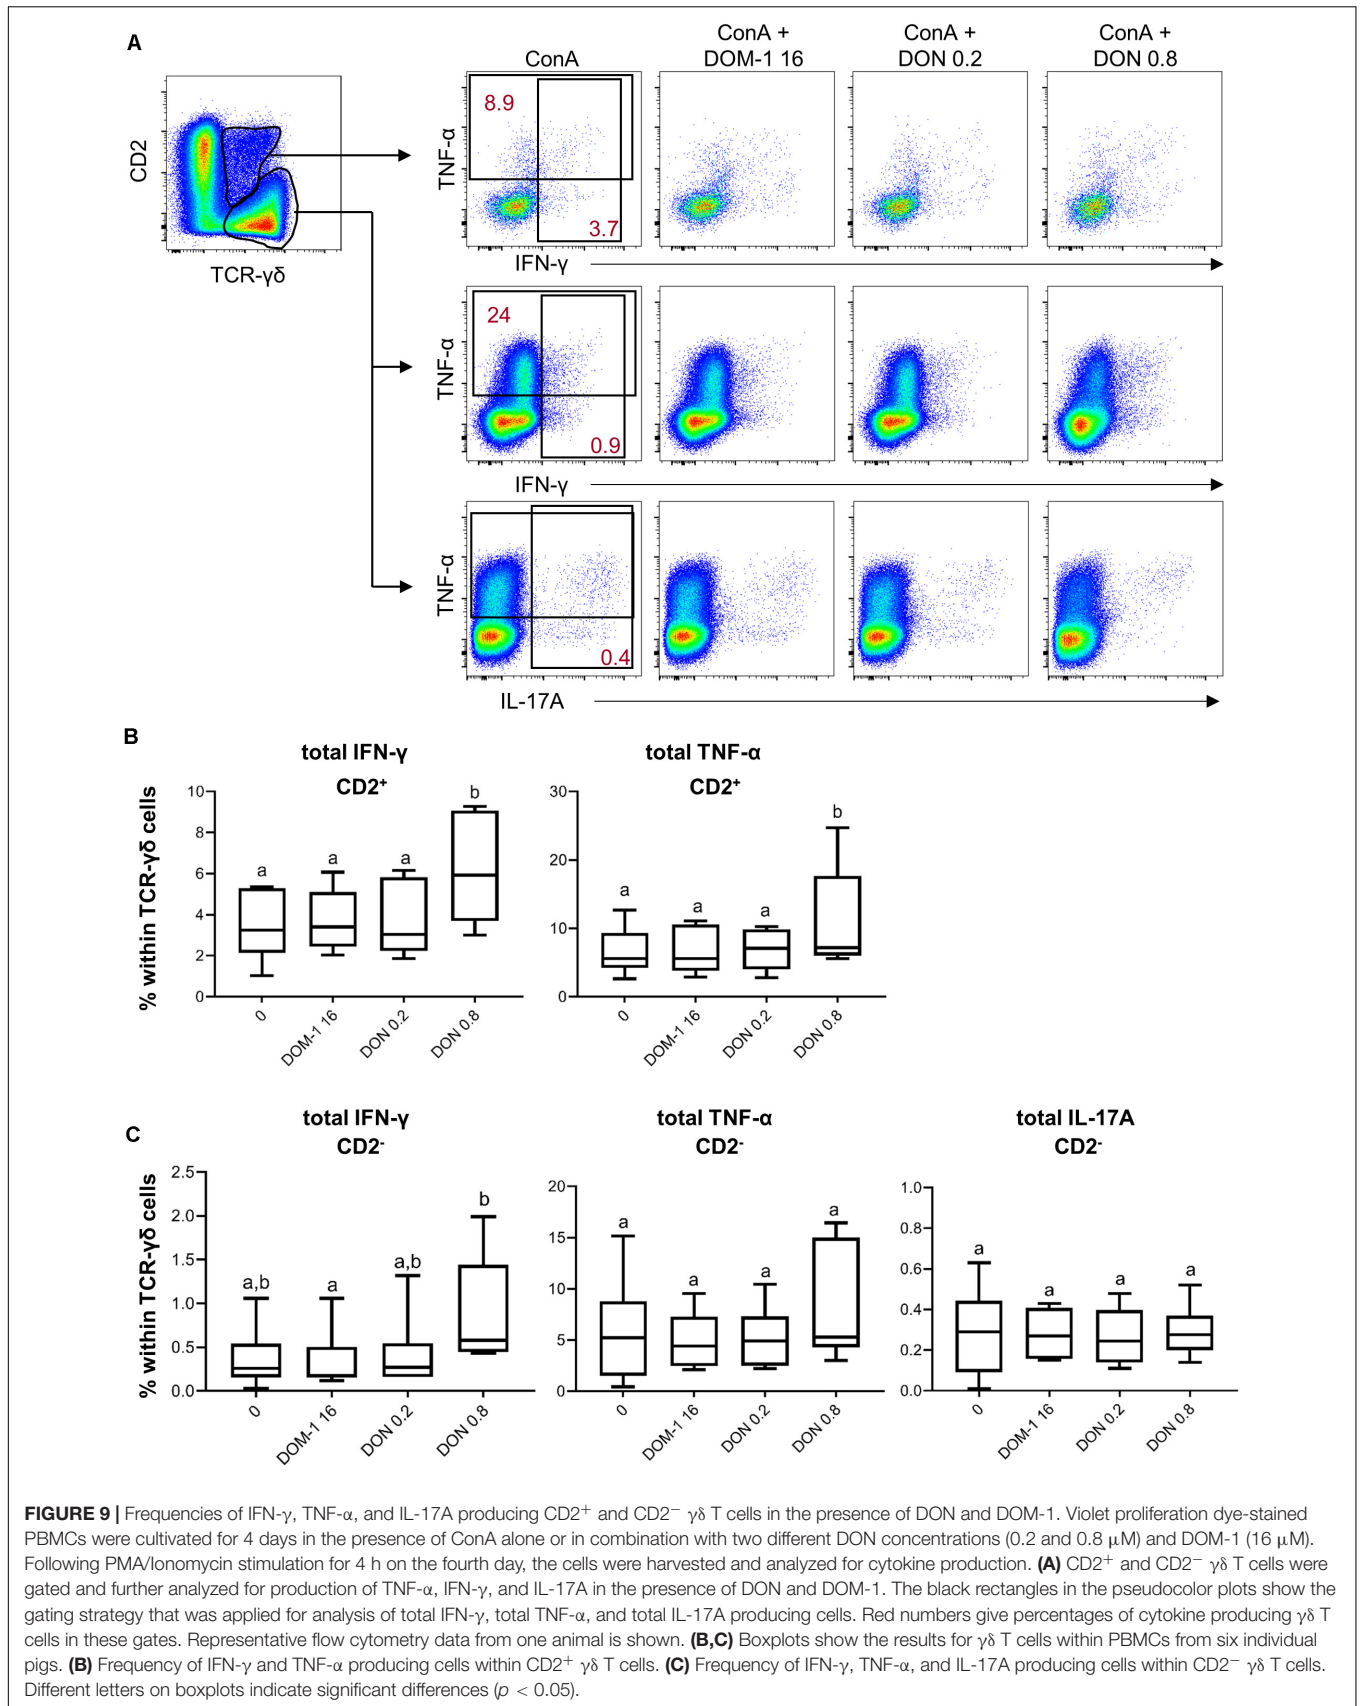 A
ConA
ConA +
DOM-1 16
ConA +
DON 0.2
ConA +
DON 0.8
CD2
TCR-γδ
TNF-α
8.9
3.7
IFN-γ
TNF-α
24
0.9
IFN-γ
TNF-α
0.4
IL-17A
B
% within TCR-γδ cells
total IFN-γ
CD2⁺
10
8
6
4
2
0
a
a
a
b
0
DOM-1 16
DON 0.2
DON 0.8
total TNF-α
CD2⁺
30
20
10
0
a
a
a
b
0
DOM-1 16
DON 0.2
DON 0.8
C
% within TCR-γδ cells
total IFN-γ
CD2⁻
2.5
2.0
1.5
1.0
0.5
0.0
a,b
a
a,b
b
0
DOM-1 16
DON 0.2
DON 0.8
total TNF-α
CD2⁻
20
15
10
5
0
a
a
a
a
0
DOM-1 16
DON 0.2
DON 0.8
total IL-17A
CD2⁻
1.0
0.8
0.6
0.4
0.2
0.0
a
a
a
a
0
DOM-1 16
DON 0.2
DON 0.8
FIGURE 9 | Frequencies of IFN-γ, TNF-α, and IL-17A producing CD2⁺ and CD2⁻ γδ T cells in the presence of DON and DOM-1. Violet proliferation dye-stained
PBMCs were cultivated for 4 days in the presence of ConA alone or in combination with two different DON concentrations (0.2 and 0.8 μM) and DOM-1 (16 μM).
Following PMA/Ionomycin stimulation for 4 h on the fourth day, the cells were harvested and analyzed for cytokine production. (A) CD2⁺ and CD2⁻ γδ T cells were
gated and further analyzed for production of TNF-α, IFN-γ, and IL-17A in the presence of DON and DOM-1. The black rectangles in the pseudocolor plots show the
gating strategy that was applied for analysis of total IFN-γ, total TNF-α, and total IL-17A producing cells. Red numbers give percentages of cytokine producing γδ T
cells in these gates. Representative flow cytometry data from one animal is shown. (B,C) Boxplots show the results for γδ T cells within PBMCs from six individual
pigs. (B) Frequency of IFN-γ and TNF-α producing cells within CD2⁺ γδ T cells. (C) Frequency of IFN-γ, TNF-α, and IL-17A producing cells within CD2⁻ γδ T cells.
Different letters on boxplots indicate significant differences (p < 0.05).